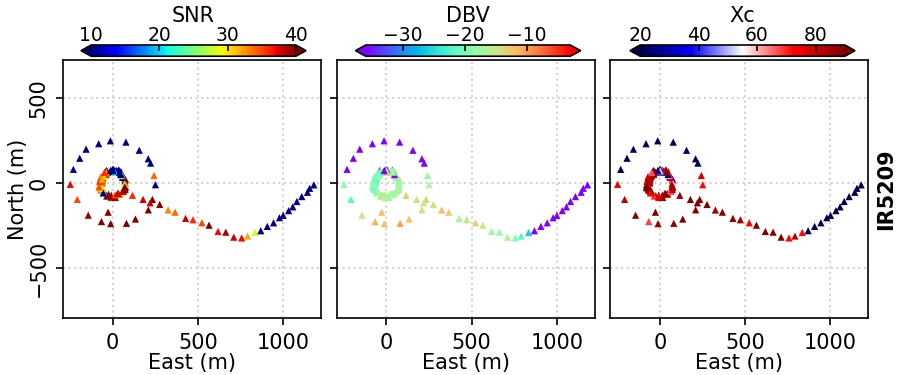 SNR DBV Xc
10 20 30 40 −30 −20 −10 20 40 60 80
500
0
−500
North (m)
IR5209
0 500 1000 0 500 1000 0 500 1000
East (m) East (m) East (m)